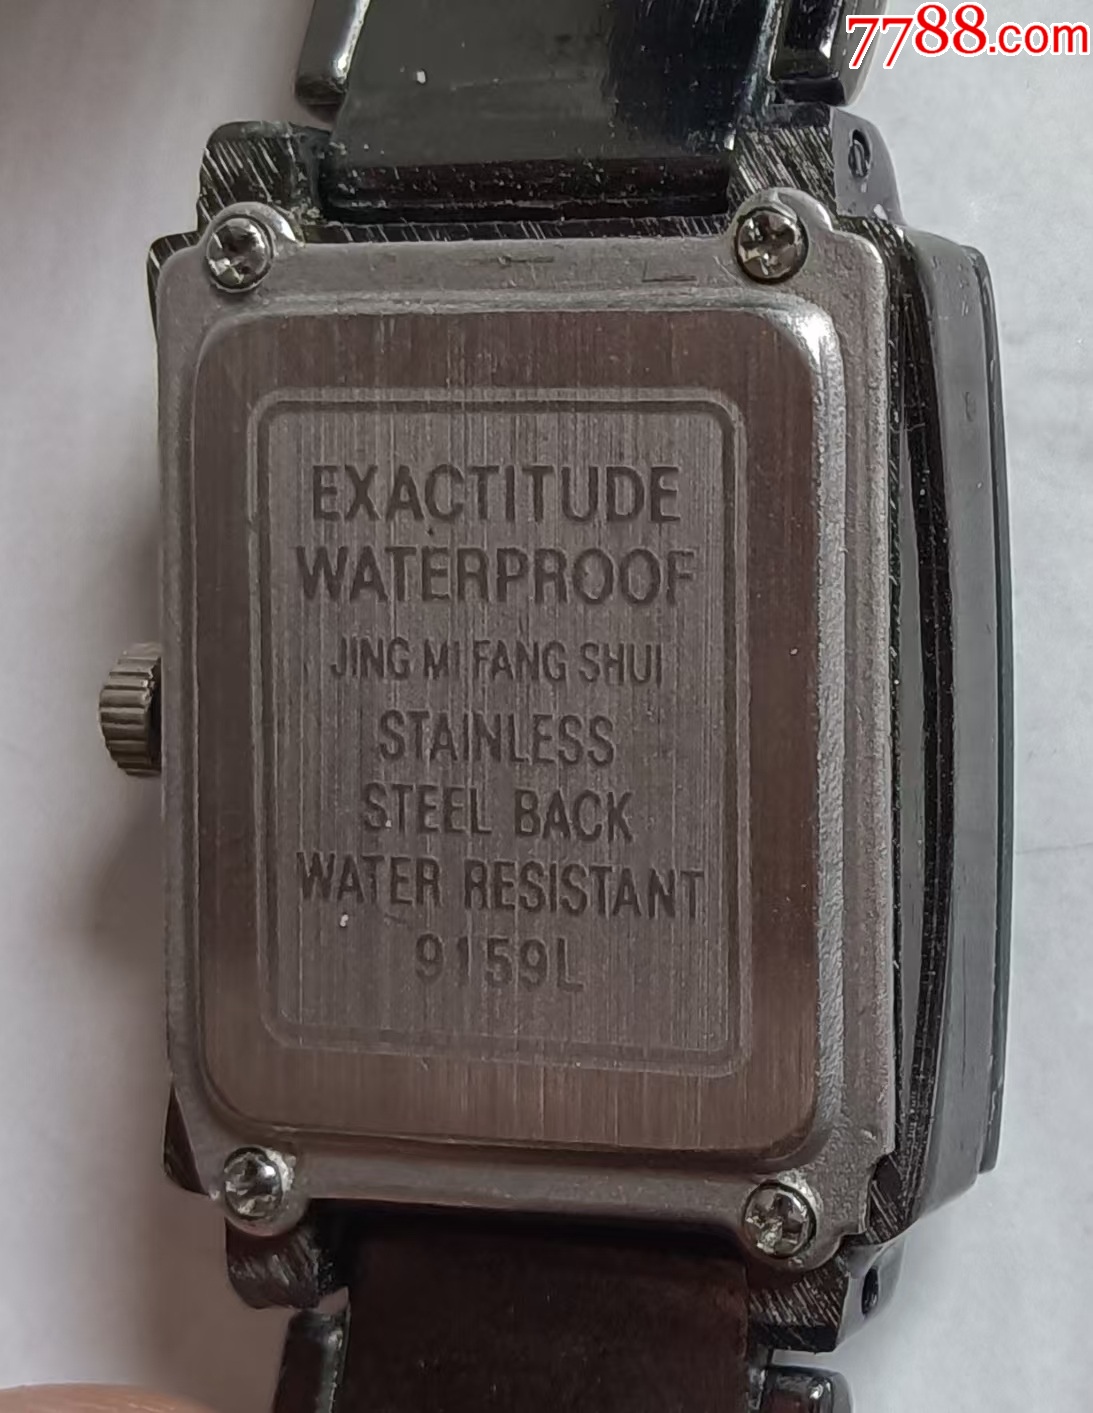 7788.com
EXACTITUDE
WATERPROOF
JING MI FANG SHUI
STAINLESS
STEEL BACK
WATER RESISTANT
9159L